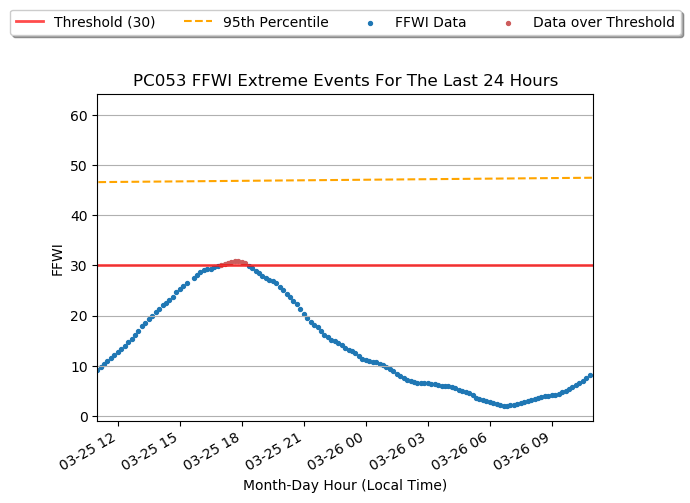 Threshold (30) 95th Percentile FFWI Data Data over Threshold
PC053 FFWI Extreme Events For The Last 24 Hours
60
50
40
30
20
10
0
FFWI
03-25 12 03-25 15 03-25 18 03-25 21 03-26 00 03-26 03 03-26 06 03-26 09
Month-Day Hour (Local Time)